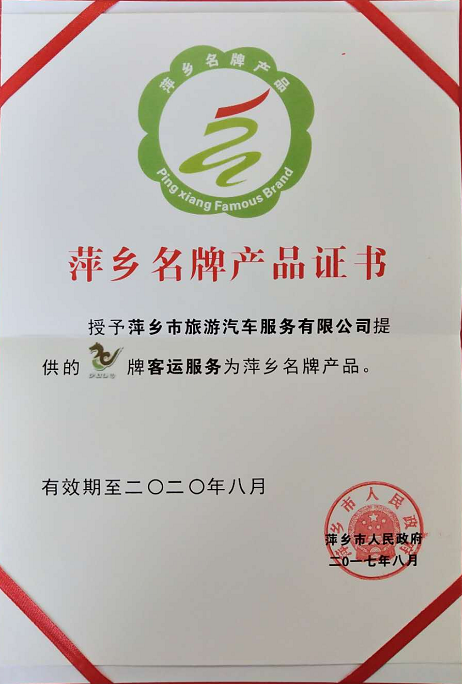 萍乡名牌产品
Ping xiang Famous Brand
萍乡名牌产品证书
授予萍乡市旅游汽车服务有限公司提
供的 牌客运服务为萍乡名牌产品。
有效期至二〇二〇年八月
萍乡市人民政府
萍乡市人民政府
二〇一七年八月